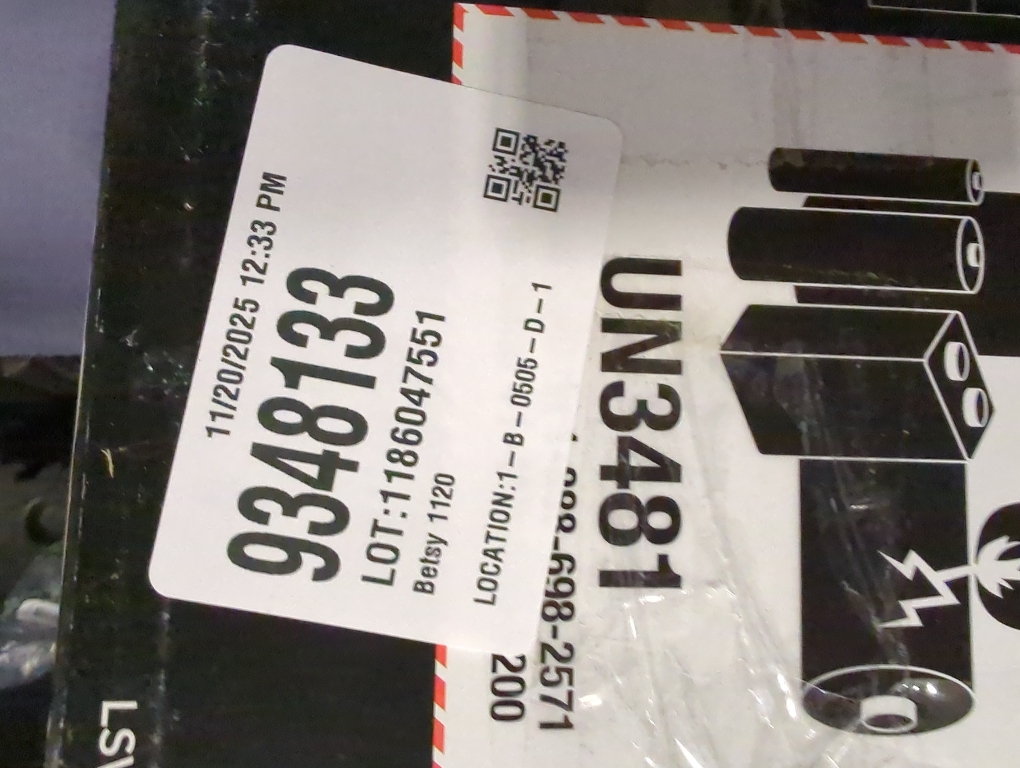 11/20/2025 12:33 PM
9348133
LOT:1186047551
Betsy 1120
LOCATION:1-B-0505-D-1
UN3481
698-2571
200